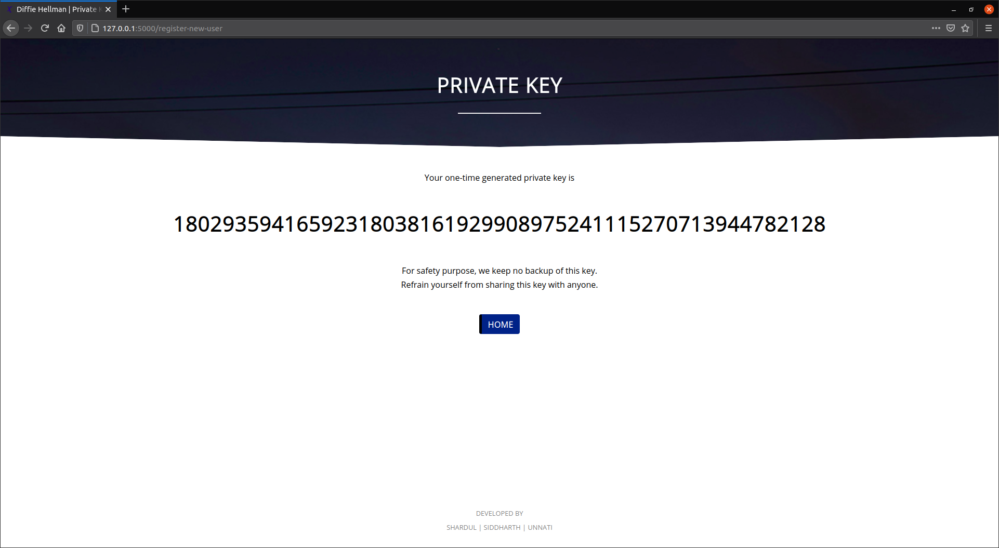 Diffie Hellman | Private
127.0.0.1:5000/register-new-user
PRIVATE KEY
Your one-time generated private key is
18029359416592318038161929908975241115270713944782128
For safety purpose, we keep no backup of this key.
Refrain yourself from sharing this key with anyone.
HOME
DEVELOPED BY
SHARDUL | SIDDHARTH | UNNATI